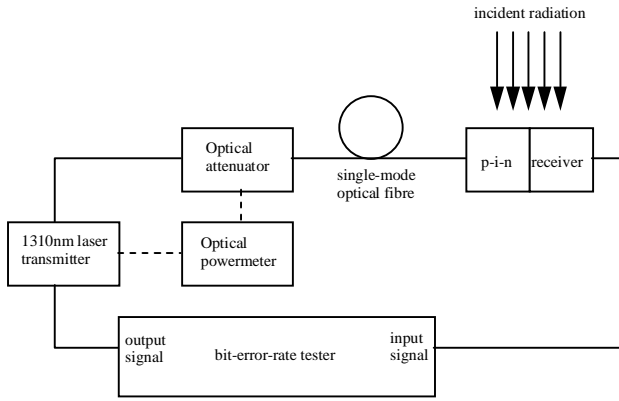 incident radiation
Optical
attenuator
single-mode
optical fibre
p-i-n
receiver
1310nm laser
transmitter
Optical
powermeter
output
signal
bit-error-rate tester
input
signal